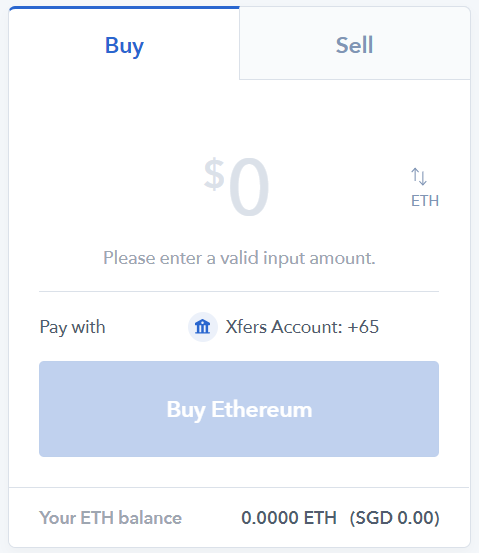 Buy Sell
$0
ETH
Please enter a valid input amount.
Pay with Xfers Account: +65
Buy Ethereum
Your ETH balance 0.0000 ETH (SGD 0.00)